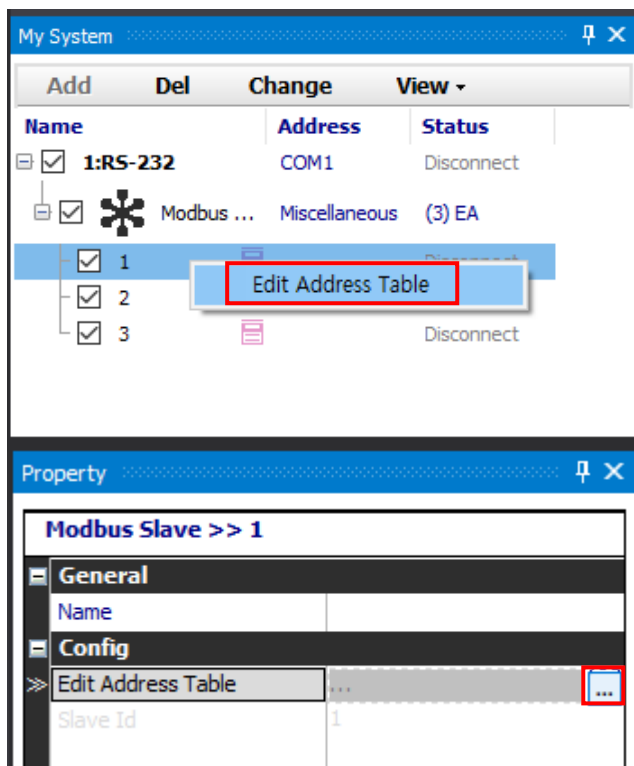 My System
Add Del Change View
Name Address Status
1:RS-232 COM1 Disconnect
Modbus ... Miscellaneous (3) EA
1
Edit Address Table
2
3 Disconnect
Property
Modbus Slave >> 1
General
Name
Config
Edit Address Table ... ...
Slave Id 1